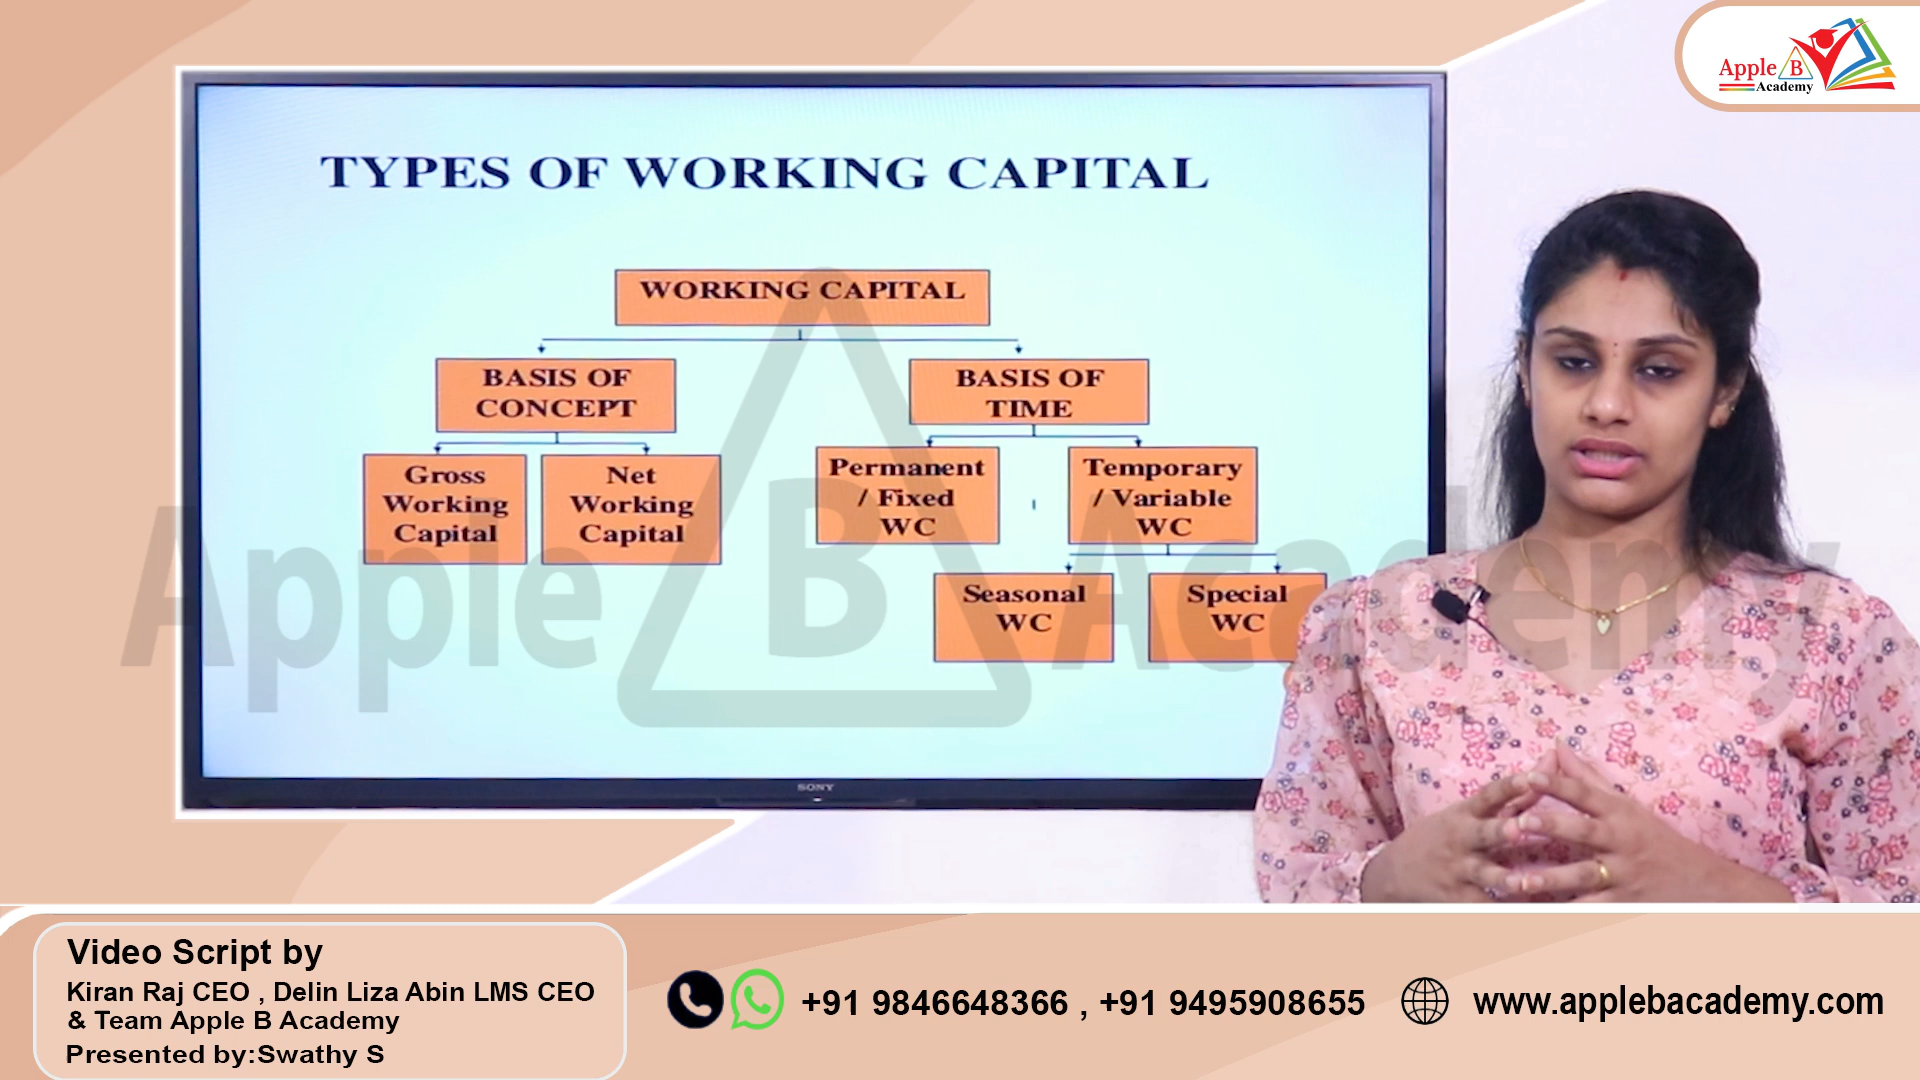 Apple B
Academy
TYPES OF WORKING CAPITAL
WORKING CAPITAL
BASIS OF
CONCEPT
BASIS OF
TIME
Gross
Working
Capital
Net
Working
Capital
Permanent
/ Fixed
WC
Temporary
/ Variable
WC
Seasonal
WC
Special
WC
Apple B Academy
SONY
Video Script by
Kiran Raj CEO , Delin Liza Abin LMS CEO
& Team Apple B Academy
Presented by:Swathy S
+91 9846648366 , +91 9495908655
www.applebacademy.com